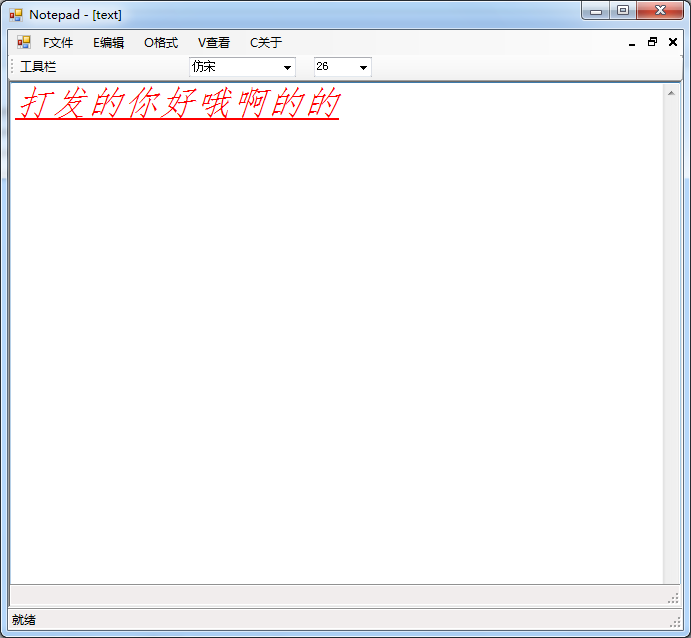 Notepad - [text]
F文件 E编辑 O格式 V查看 C关于
工具栏 仿宋 26
打发的你好哦啊的的
就绪